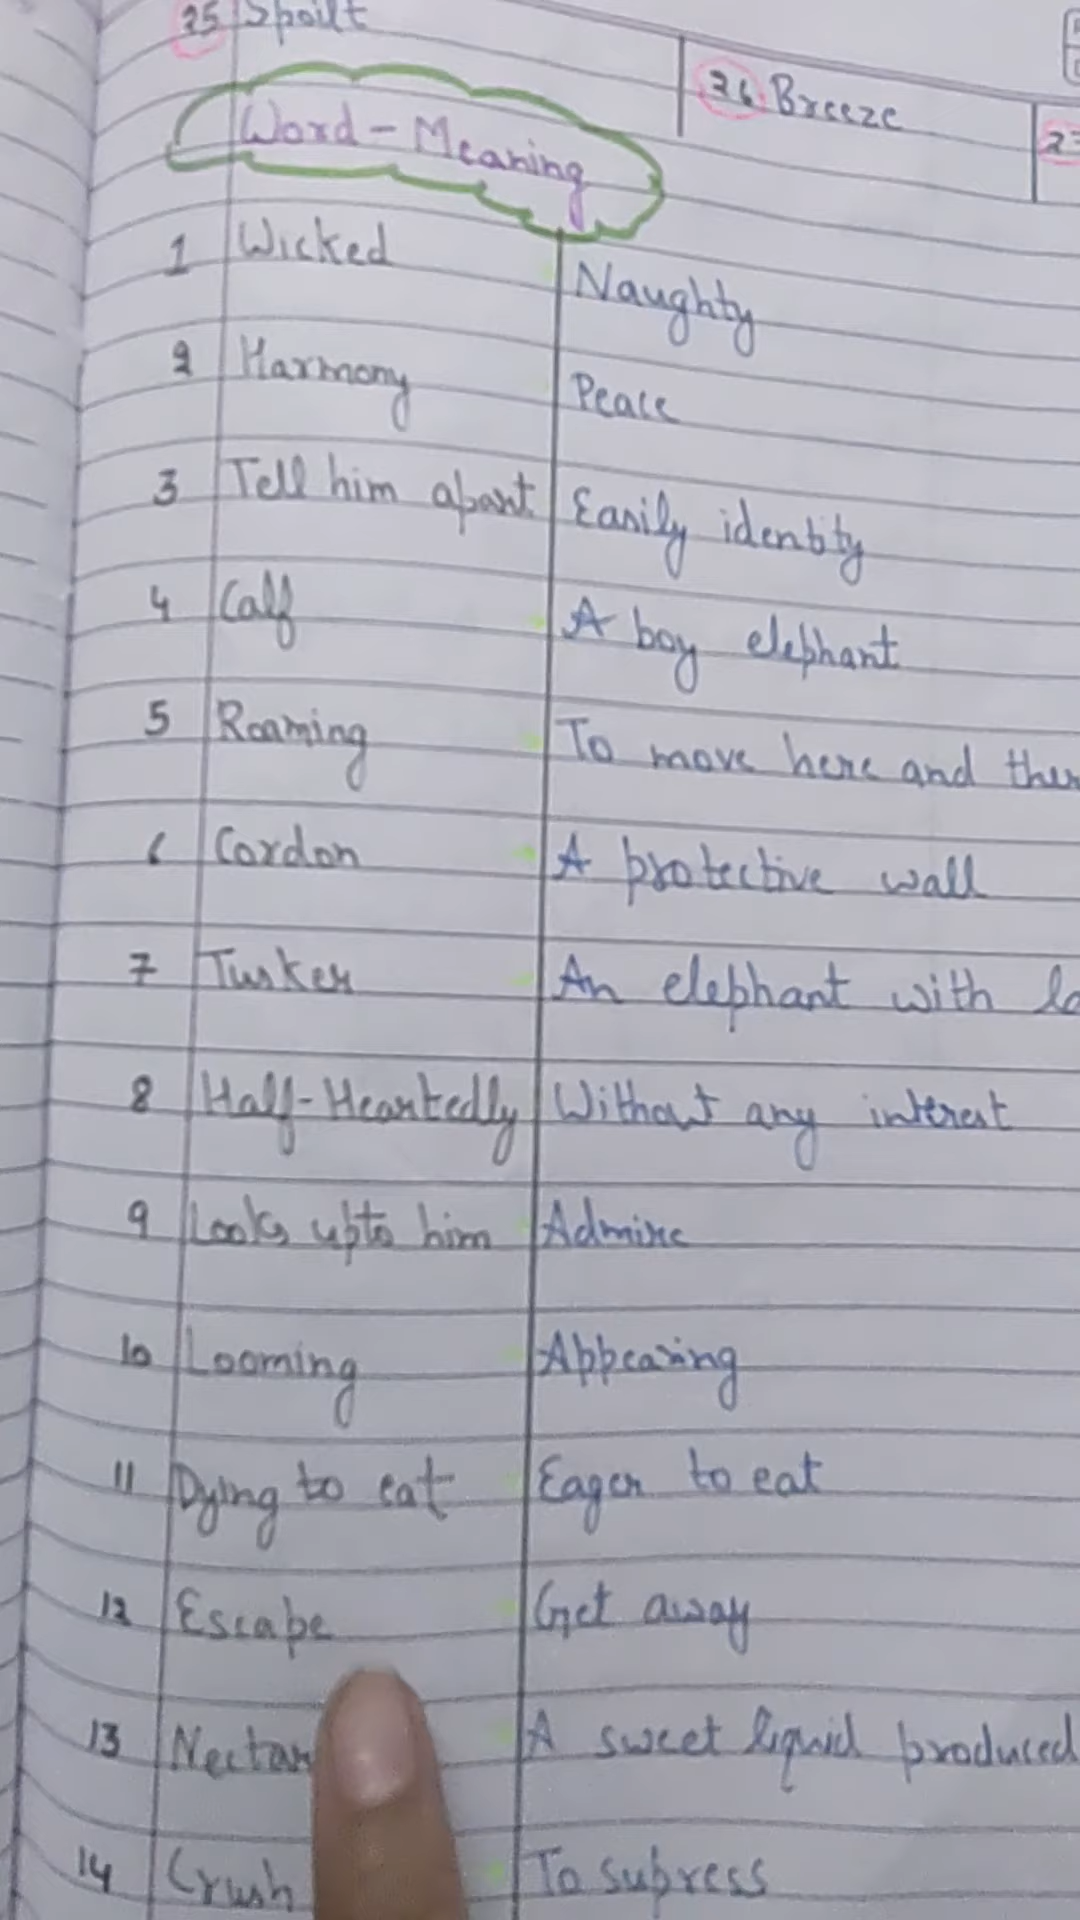 25 Spoilt
26 Breeze
Word - Meaning
1 Wicked Naughty
2 Harmony Peace
3 Tell him apart Easily identity
4 Calf A boy elephant
5 Roaming To move here and
6 Cordon A protective wall
7 Tusker An elephant with
8 Half-Heartedly Without any interest
9 Looks upto him Admire
10 Looming Appearing
11 Dying to eat Eager to eat
12 Escape Get away
13 Nectar A sweet liquid produced
14 Crush To supress